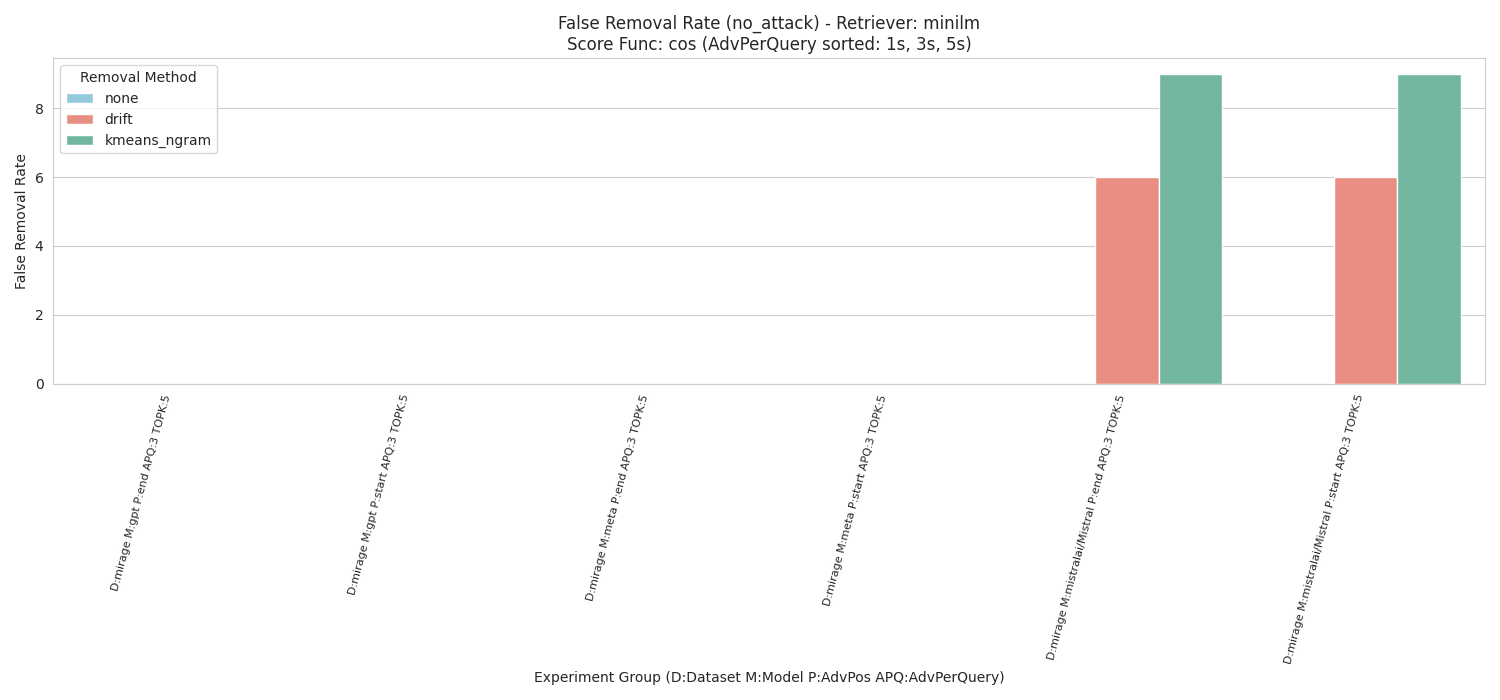 False Removal Rate (no_attack) - Retriever: minilm
Score Func: cos (AdvPerQuery sorted: 1s, 3s, 5s)
Removal Method
none
drift
kmeans_ngram
False Removal Rate
8
6
4
2
0
D:mirage M:gpt P:end APQ:3 TOPK:5
D:mirage M:gpt P:start APQ:3 TOPK:5
D:mirage M:meta P:end APQ:3 TOPK:5
D:mirage M:meta P:start APQ:3 TOPK:5
D:mirage M:mistralai/Mistral P:end APQ:3 TOPK:5
D:mirage M:mistralai/Mistral P:start APQ:3 TOPK:5
Experiment Group (D:Dataset M:Model P:AdvPos APQ:AdvPerQuery)